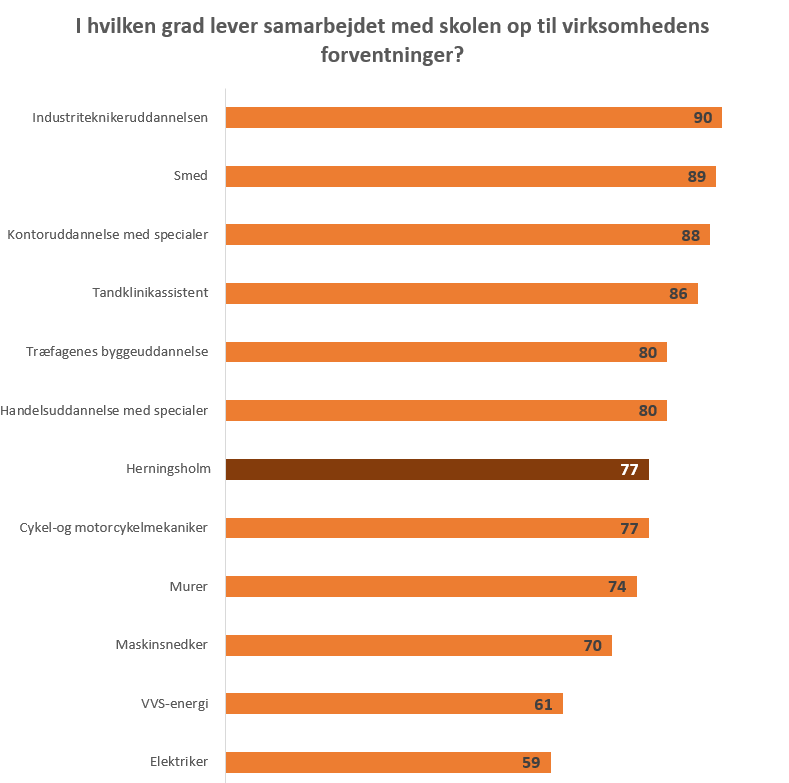 I hvilken grad lever samarbejdet med skolen op til virksomhedens
forventninger?
Industriteknikeruddannelsen 90
Smed 89
Kontoruddannelse med specialer 88
Tandklinikassistent 86
Træfagenes byggeuddannelse 80
Handelsuddannelse med specialer 80
Herningsholm 77
Cykel-og motorcykelmekaniker 77
Murer 74
Maskinsnedker 70
VVS-energi 61
Elektriker 59